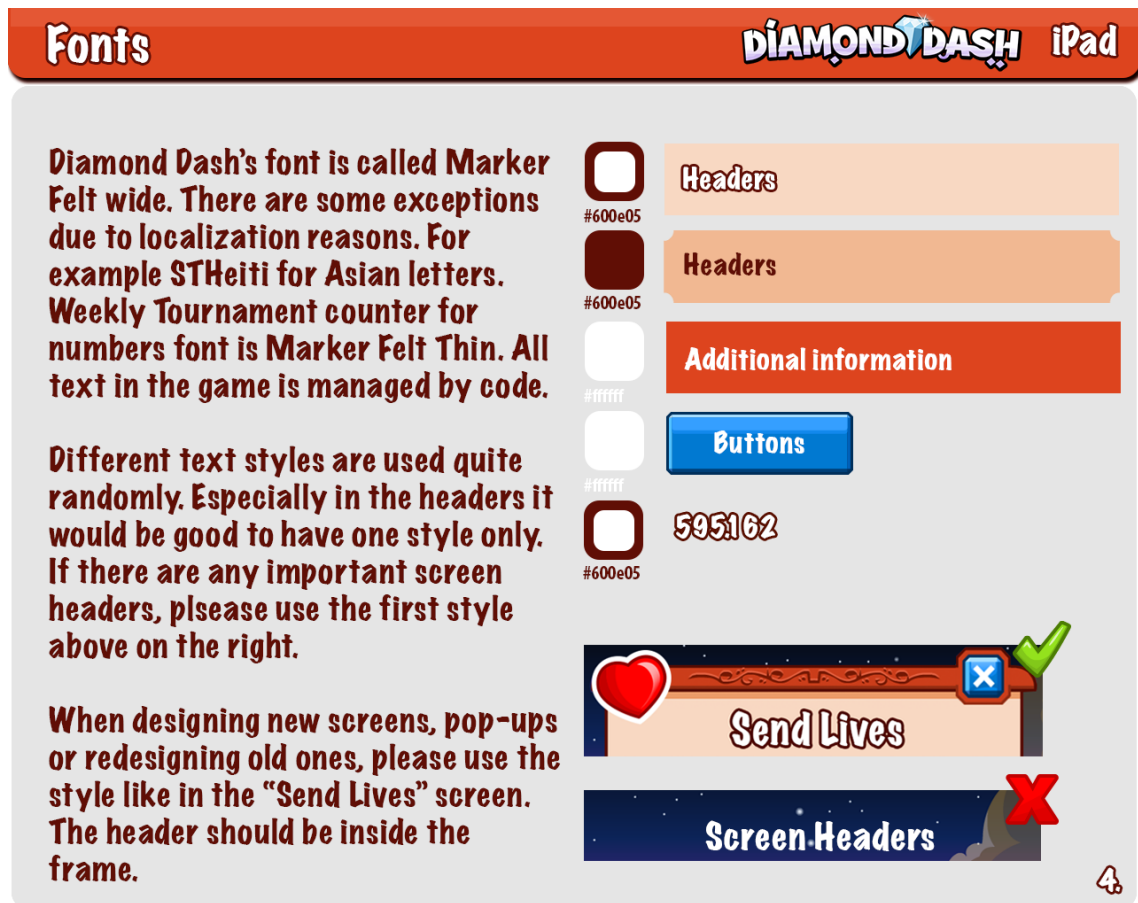 Fonts
DIAMOND DASH iPad
Diamond Dash’s font is called Marker
Felt wide. There are some exceptions
due to localization reasons. For
example STHeiti for Asian letters.
Weekly Tournament counter for
numbers font is Marker Felt Thin. All
text in the game is managed by code.
Different text styles are used quite
randomly. Especially in the headers it
would be good to have one style only.
If there are any important screen
headers, plsease use the first style
above on the right.
When designing new screens, pop-ups
or redesigning old ones, please use the
style like in the “Send Lives” screen.
The header should be inside the
frame.
Headers
#600e05
Headers
#600e05
Additional information
#ffffff
Buttons
#ffffff
595.162
#600e05
Send Lives
Screen Headers
4.